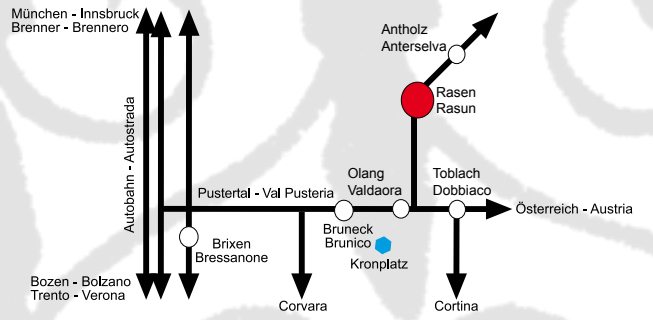 München - Innsbruck
Brenner - Brennero
Antholz
Anterselva
Rasen
Rasun
Autobahn - Autostrada
Pustertal - Val Pusteria
Olang
Valdaora
Toblach
Dobbiaco
Österreich - Austria
Bruneck
Brunico
Kronplatz
Brixen
Bressanone
Bozen - Bolzano
Trento - Verona
Corvara
Cortina